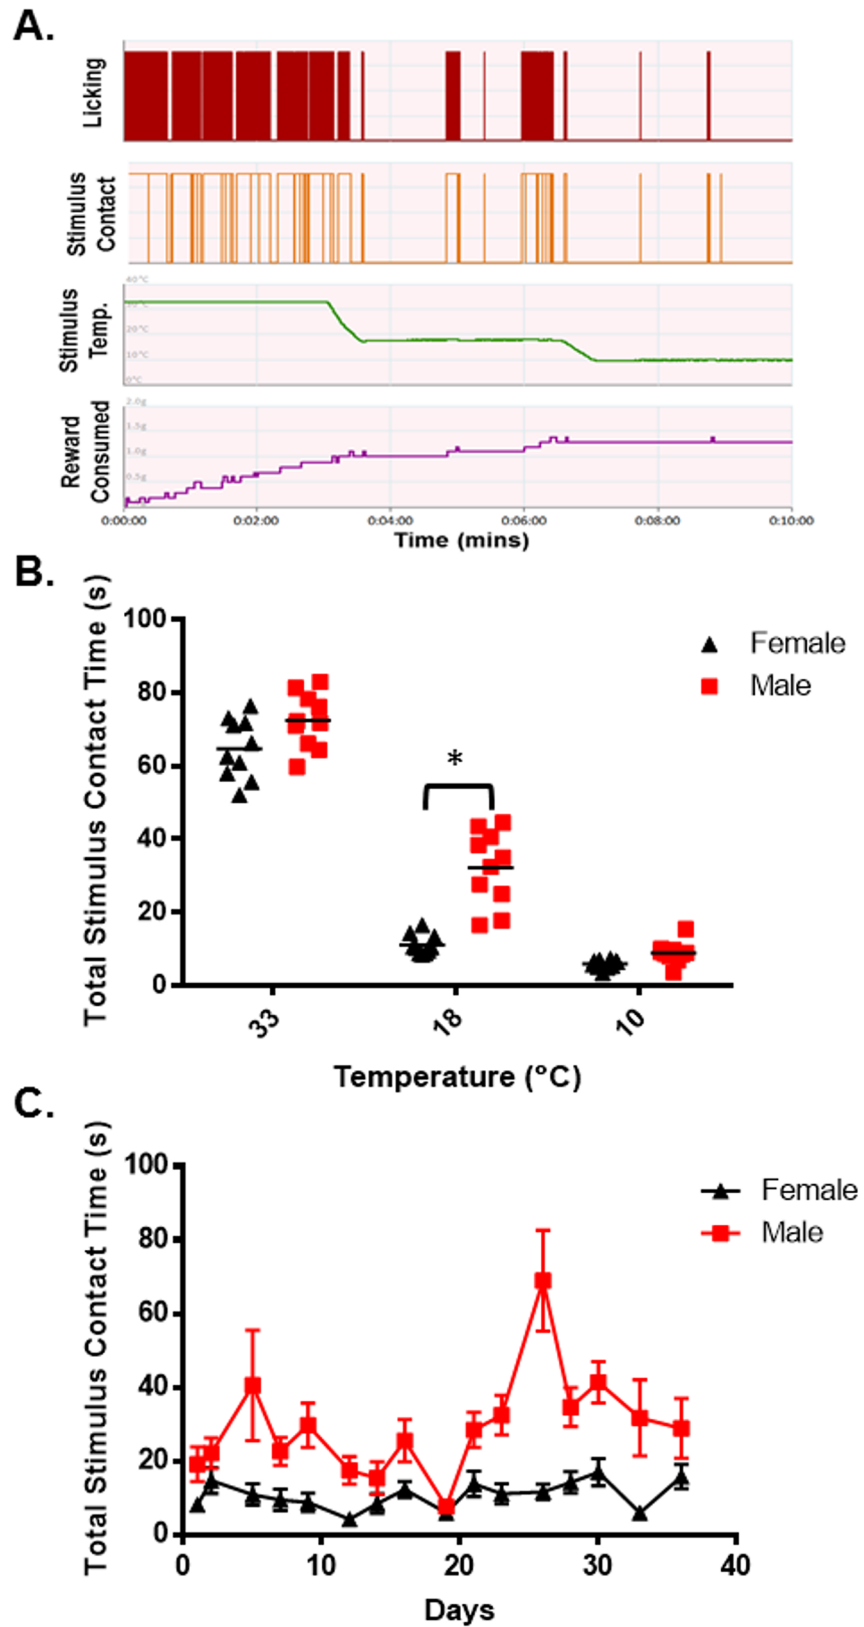 A.
Licking
Stimulus
Contact
Stimulus
Temp.
40°C
20°C
10°C
0°C
Reward
Consumed
2.0g
1.5g
1.0g
0.5g
0:00:00 0:02:00 0:04:00 0:06:00 0:08:00 0:10:00
Time (mins)
B.
Total Stimulus Contact Time (s)
100
80
60
40
20
0
*
Female
Male
33 18 10
Temperature (°C)
C.
Total Stimulus Contact Time (s)
100
80
60
40
20
0
Female
Male
0 10 20 30 40
Days